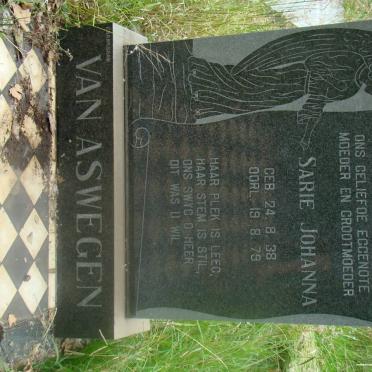 ONS GELIEFDE EGGENOTE
MOEDER EN GROOTMOEDER
SARIE JOHANNA
GEB. 24.8.38
OORL. 19.8.79
HAAR PLEK IS LEEG,
HAAR STEM IS STIL,
ONS SWYG O HEER
DIT WAS U WIL
VAN ASWEGEN